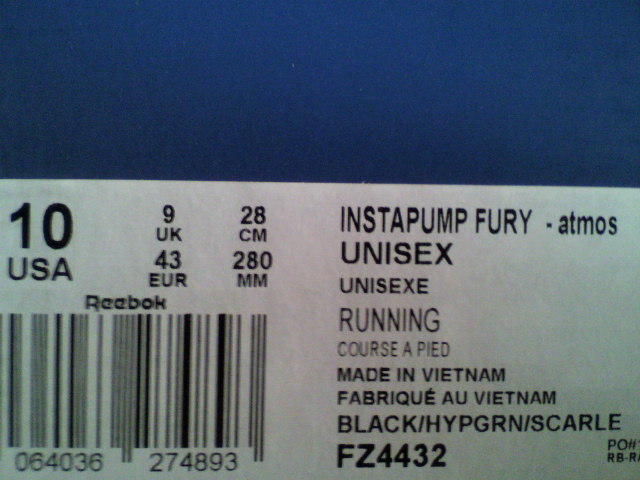 10
USA
9
UK
43
EUR
28
CM
280
MM
Reebok
064036 274893
INSTAPUMP FURY - atmos
UNISEX
UNISEXE
RUNNING
COURSE A PIED
MADE IN VIETNAM
FABRIQUÉ AU VIETNAM
BLACK/HYPGRN/SCARLE
FZ4432
PO#